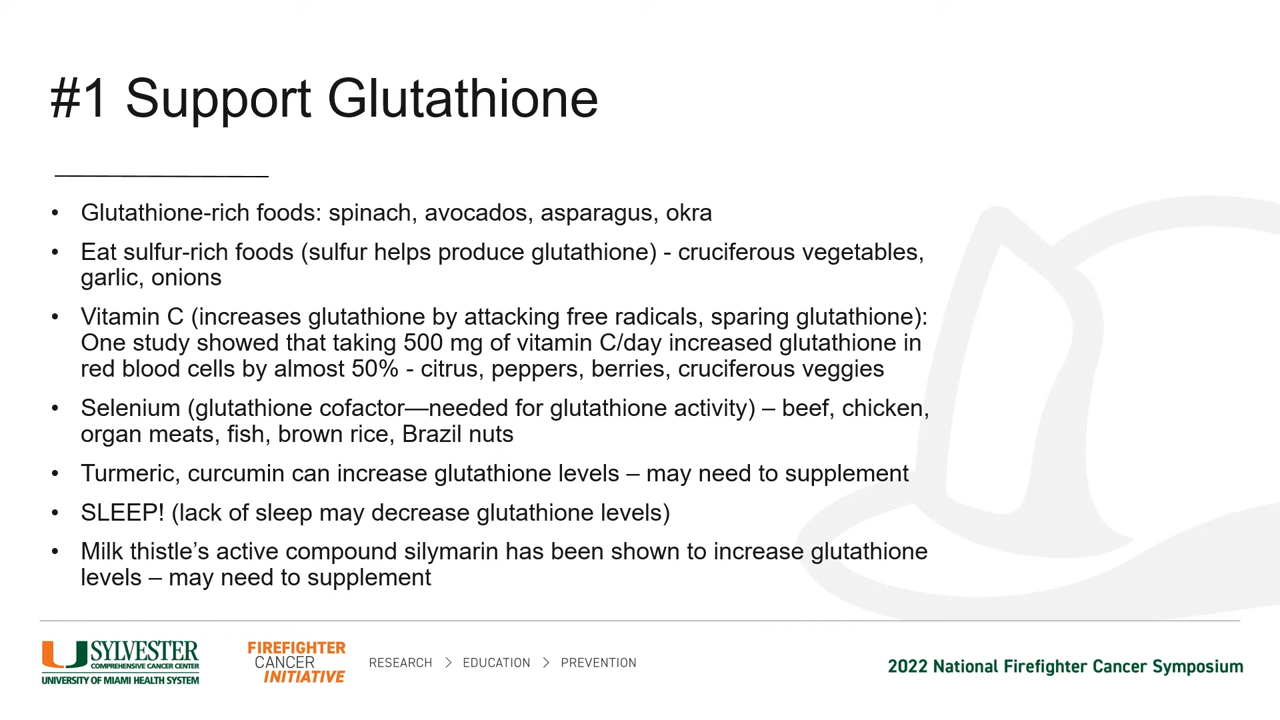 #1 Support Glutathione
• Glutathione-rich foods: spinach, avocados, asparagus, okra
• Eat sulfur-rich foods (sulfur helps produce glutathione) - cruciferous vegetables,
garlic, onions
• Vitamin C (increases glutathione by attacking free radicals, sparing glutathione):
One study showed that taking 500 mg of vitamin C/day increased glutathione in
red blood cells by almost 50% - citrus, peppers, berries, cruciferous veggies
• Selenium (glutathione cofactor—needed for glutathione activity) – beef, chicken,
organ meats, fish, brown rice, Brazil nuts
• Turmeric, curcumin can increase glutathione levels – may need to supplement
• SLEEP! (lack of sleep may decrease glutathione levels)
• Milk thistle’s active compound silymarin has been shown to increase glutathione
levels – may need to supplement
U SYLVESTER
COMPREHENSIVE CANCER CENTER
UNIVERSITY OF MIAMI HEALTH SYSTEM
FIREFIGHTER
CANCER
INITIATIVE
RESEARCH > EDUCATION > PREVENTION
2022 National Firefighter Cancer Symposium